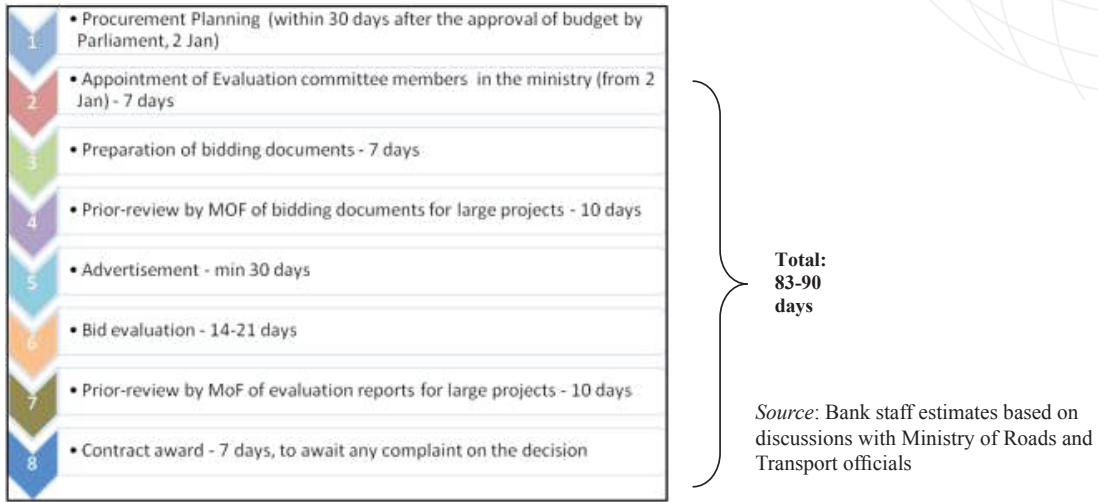 1
• Procurement Planning (within 30 days after the approval of budget by
Parliament, 2 Jan)
2
• Appointment of Evaluation committee members in the ministry (from 2
Jan) - 7 days
3
• Preparation of bidding documents - 7 days
4
• Prior-review by MOF of bidding documents for large projects - 10 days
5
• Advertisement - min 30 days
6
• Bid evaluation - 14-21 days
7
• Prior-review by MoF of evaluation reports for large projects - 10 days
8
• Contract award - 7 days, to await any complaint on the decision
Total:
83-90
days
Source: Bank staff estimates based on
discussions with Ministry of Roads and
Transport officials